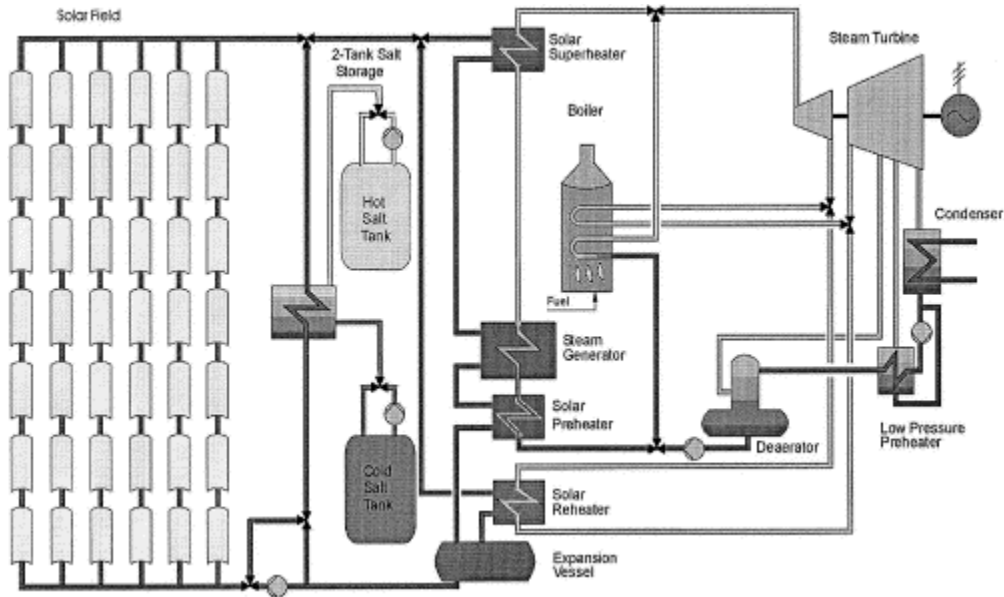 Solar Field
2-Tank Salt
Storage
Solar
Superheater
Steam Turbine
Boiler
Hot
Salt
Tank
Condenser
Fuel
Steam
Generator
Solar
Preheater
Low Pressure
Preheater
Deaerator
Cold
Salt
Tank
Solar
Reheater
Expansion
Vessel